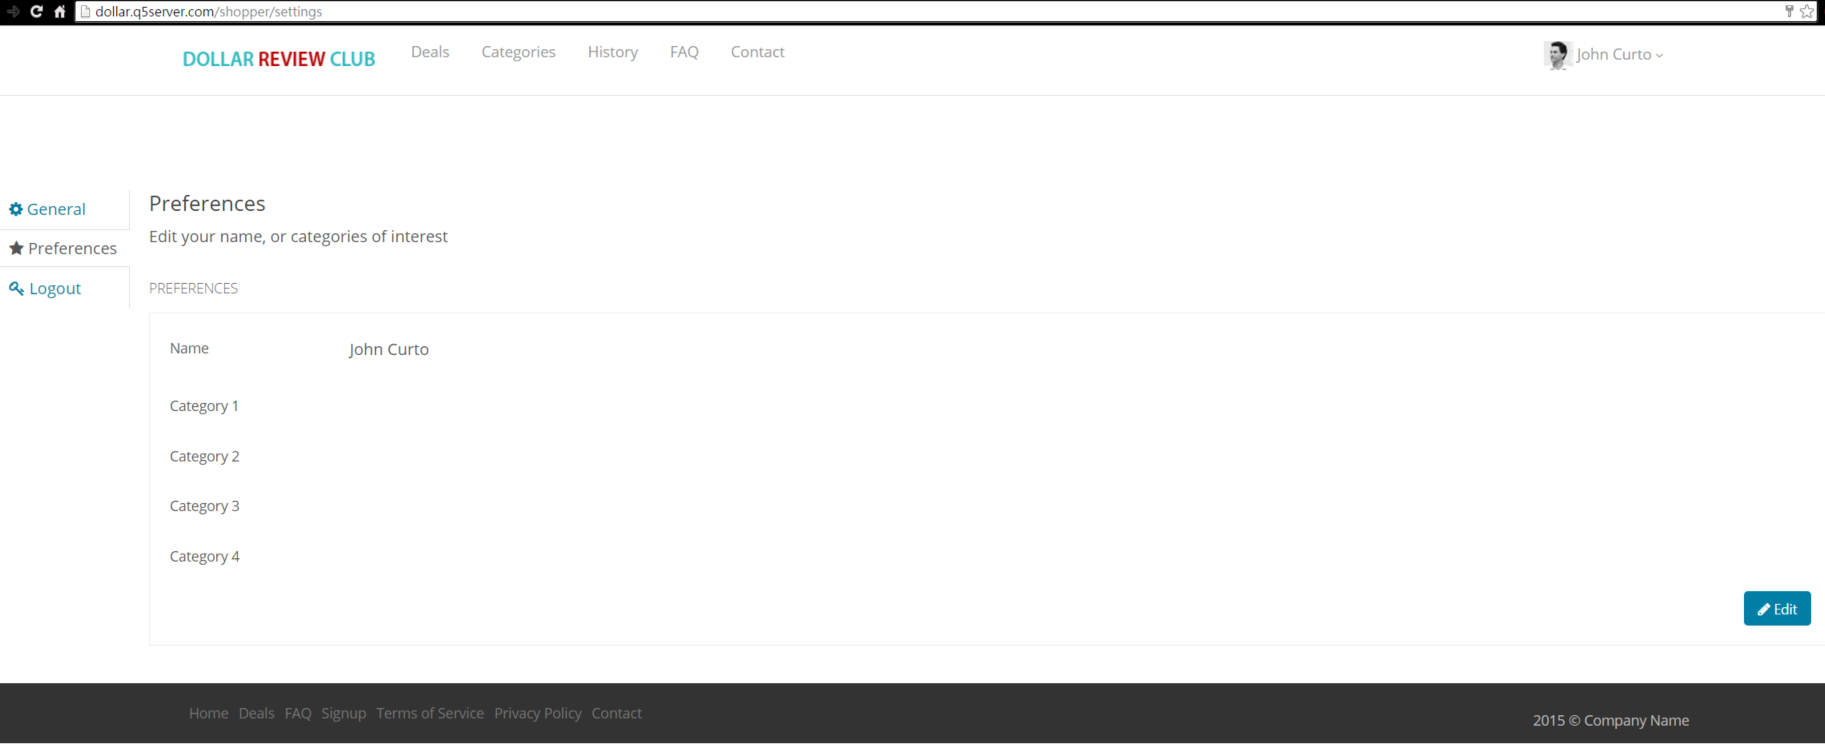 dollar.q5server.com/shopper/settings
DOLLAR REVIEW CLUB Deals Categories History FAQ Contact John Curto
General
Preferences
Logout
Preferences
Edit your name, or categories of interest
PREFERENCES
Name John Curto
Category 1
Category 2
Category 3
Category 4
Edit
Home Deals FAQ Signup Terms of Service Privacy Policy Contact
2015 © Company Name